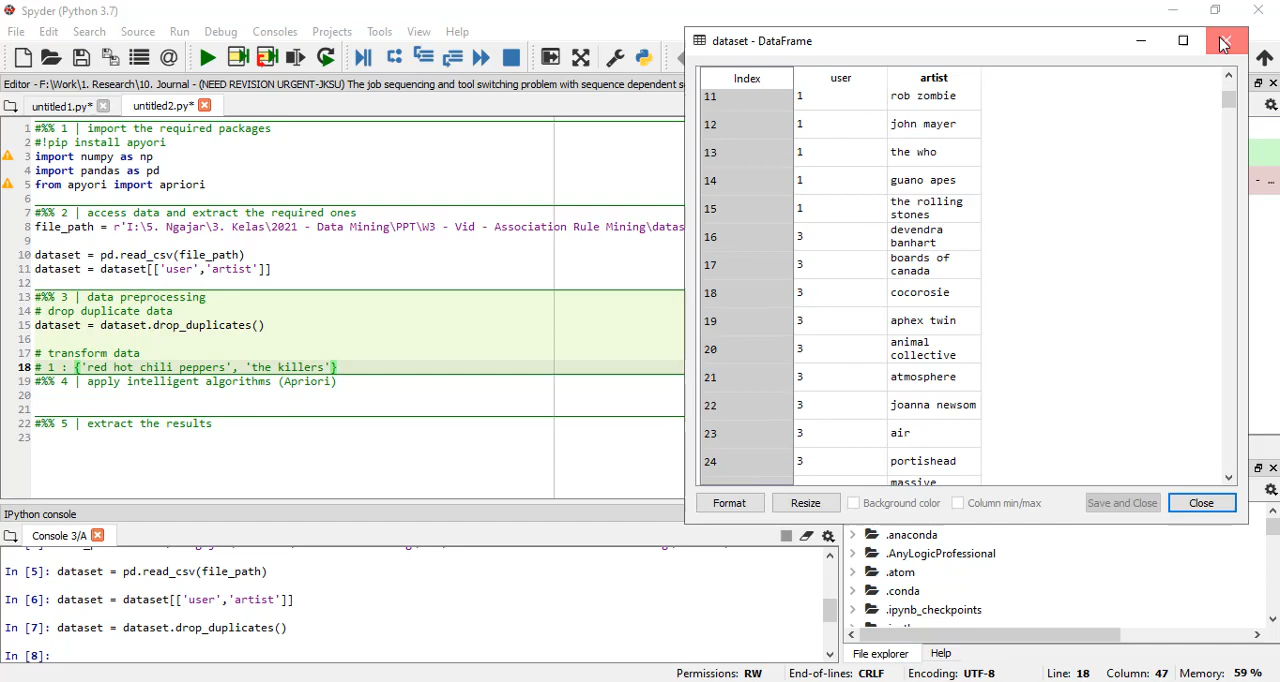 Spyder (Python 3.7)
File Edit Search Source Run Debug Consoles Projects Tools View Help
Editor - F:\Work\1. Research\10. Journal - (NEED REVISION URGENT-JKSU) The job sequencing and tool switching problem with sequence dependent s
untitled1.py* untitled2.py*
1 #%% 1 | import the required packages
2 #!pip install apyori
3 import numpy as np
4 import pandas as pd
5 from apyori import apriori
6
7 #%% 2 | access data and extract the required ones
8 file_path = r'I:\5. Ngajar\3. Kelas\2021 - Data Mining\PPT\W3 - Vid - Association Rule Mining\datas
9
10 dataset = pd.read_csv(file_path)
11 dataset = dataset[['user','artist']]
12
13 #%% 3 | data preprocessing
14 # drop duplicate data
15 dataset = dataset.drop_duplicates()
16
17 # transform data
18 # 1 : {'red hot chili peppers', 'the killers'}
19 #%% 4 | apply intelligent algorithms (Apriori)
20
21
22 #%% 5 | extract the results
23
dataset - DataFrame
Index user artist
11 1 rob zombie
12 1 john mayer
13 1 the who
14 1 guano apes
15 1 the rolling
stones
16 3 devendra
banhart
17 3 boards of
canada
18 3 cocorosie
19 3 aphex twin
20 3 animal
collective
21 3 atmosphere
22 3 joanna newsom
23 3 air
24 3 portishead
massive
Format Resize Background color Column min/max Save and Close Close
IPython console
Console 3/A
In [5]: dataset = pd.read_csv(file_path)
In [6]: dataset = dataset[['user','artist']]
In [7]: dataset = dataset.drop_duplicates()
In [8]:
.anaconda
.AnyLogicProfessional
.atom
.conda
.ipynb_checkpoints
File explorer Help
Permissions: RW End-of-lines: CRLF Encoding: UTF-8 Line: 18 Column: 47 Memory: 59 %